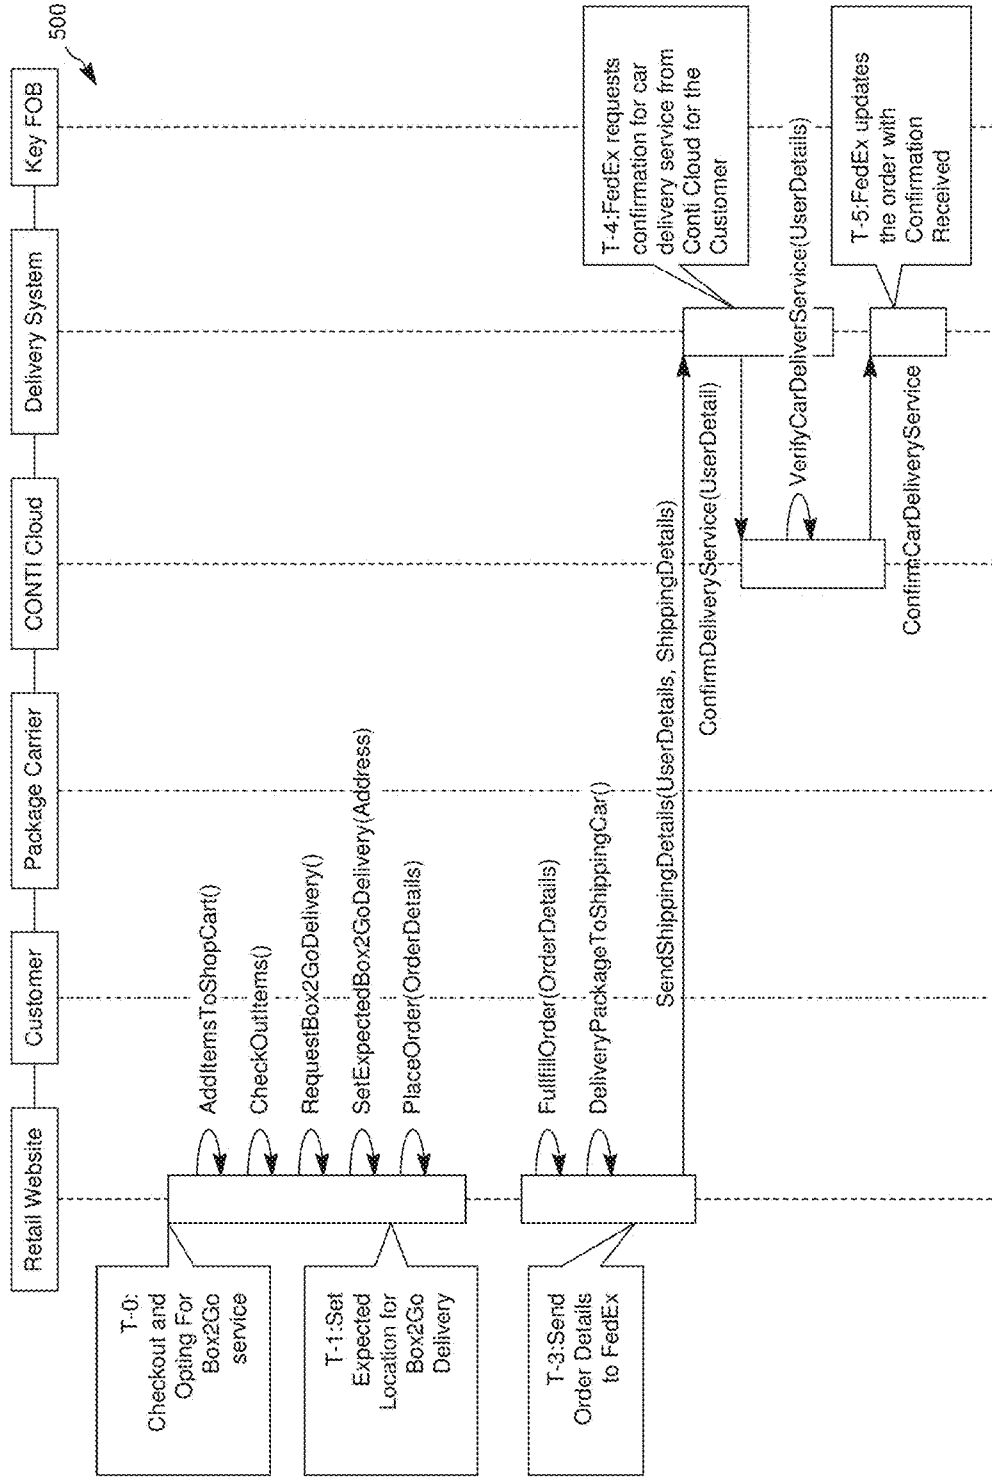 500
Retail Website
Customer
Package Carrier
CONTI Cloud
Delivery System
Key FOB
T-0:
Checkout and
Opting For
Box2Go
service
AddItemsToShopCart()
CheckOutItems()
RequestBox2GoDelivery()
T-1:Set
Expected
Location for
Box2Go
Delivery
SetExpectedBox2GoDelivery(Address)
PlaceOrder(OrderDetails)
T-3:Send
Order Details
to FedEx
FullfillOrder(OrderDetails)
DeliveryPackageToShippingCar()
SendShippingDetails(UserDetails, ShippingDetails)
T-4:FedEx requests
confirmation for car
delivery service from
Conti Cloud for the
Customer
ConfirmDeliveryService(UserDetail)
VerifyCarDeliverService(UserDetails)
T-5:FedEx updates
the order with
Confirmation
Received
ConfirmCarDeliveryService